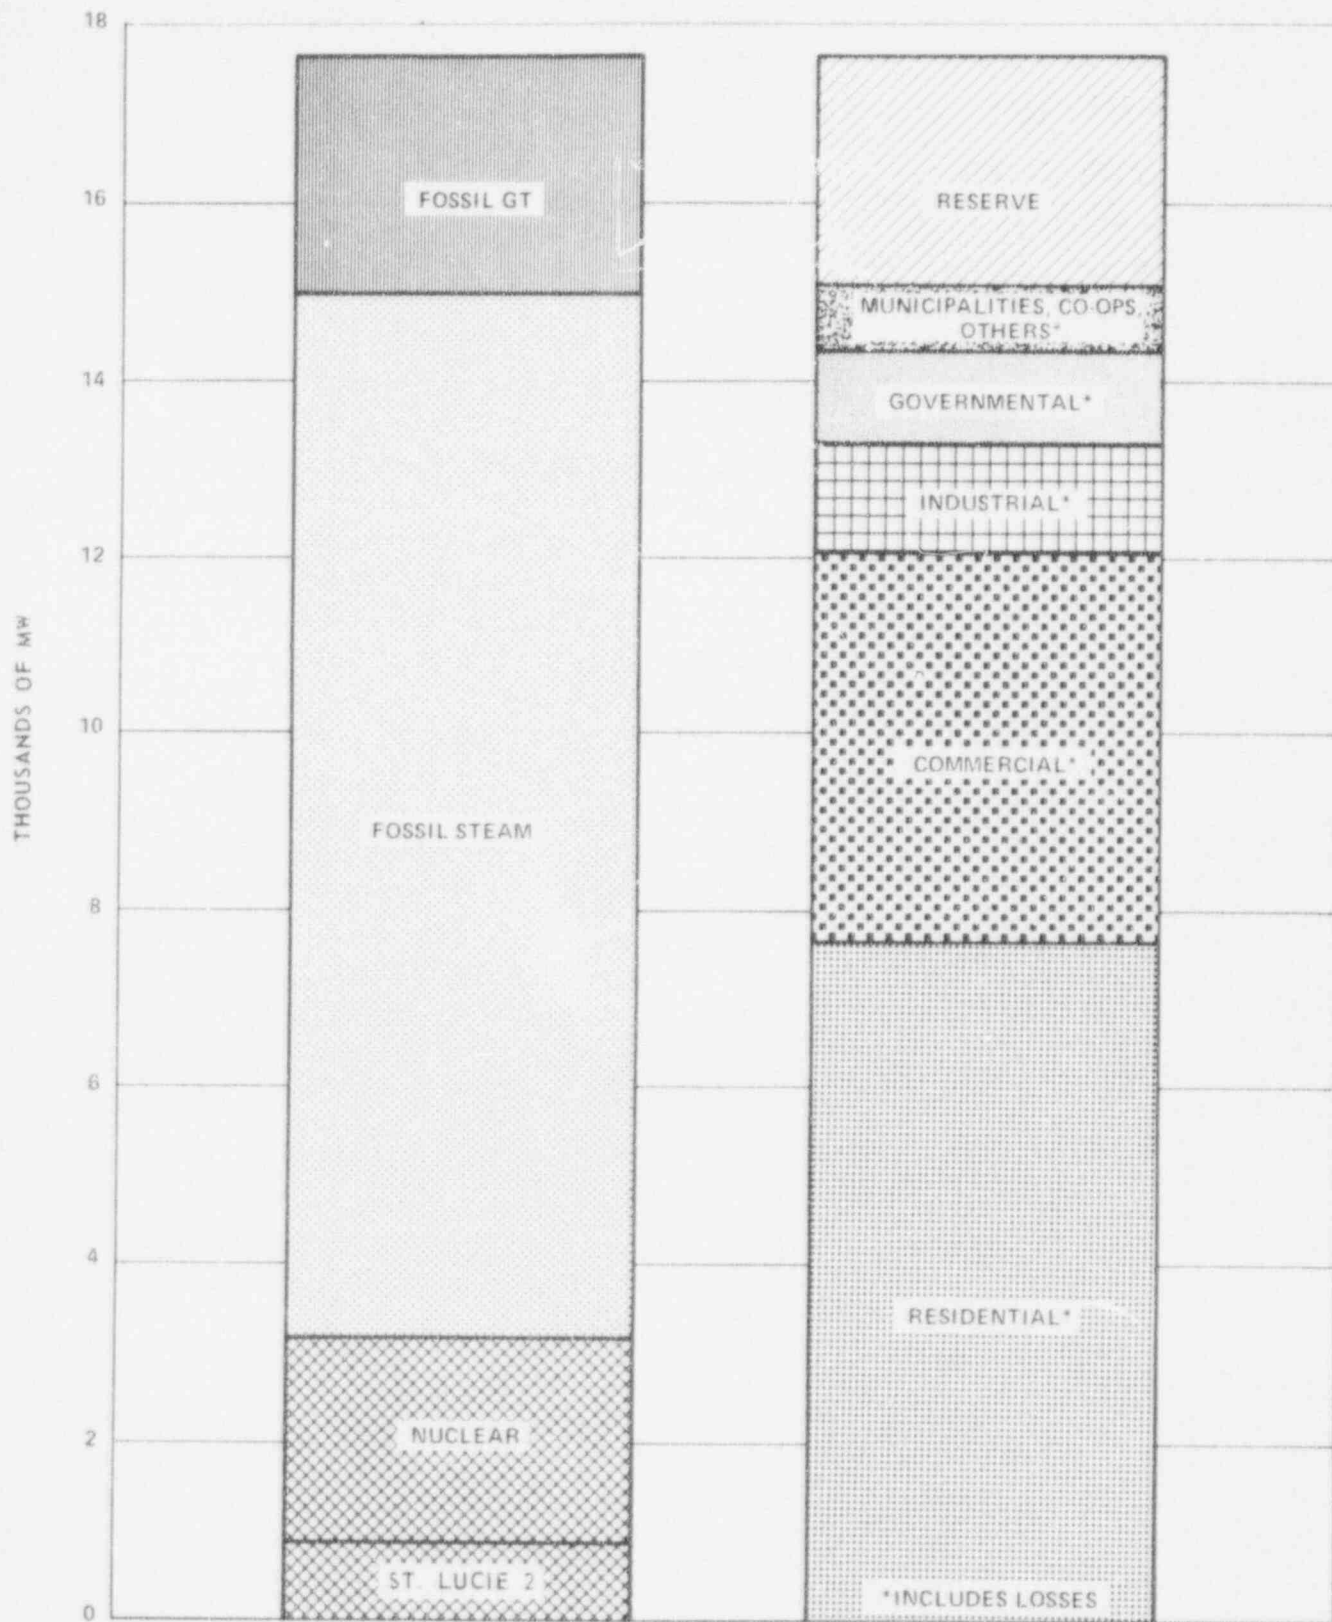 THOUSANDS OF MW
18
16
14
12
10
8
6
4
2
0
FOSSIL GT
FOSSIL STEAM
NUCLEAR
ST. LUCIE 2
RESERVE
MUNICIPALITIES, CO-OPS,
OTHERS*
GOVERNMENTAL*
INDUSTRIAL*
COMMERCIAL*
RESIDENTIAL*
*INCLUDES LOSSES